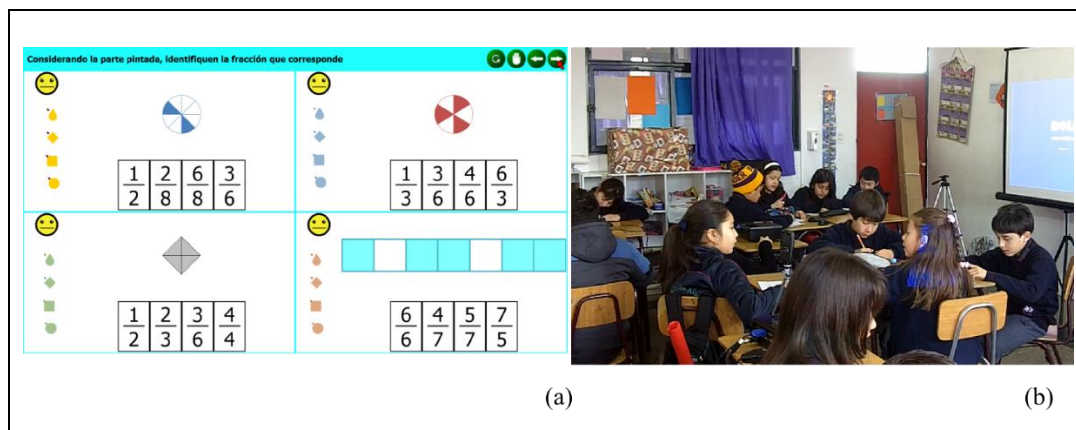 Considerando la parte pintada, identifiquen la fracción que corresponde
1 2 6 3
2 8 8 6
1 3 4 6
3 6 6 3
1 2 3 4
2 3 6 4
6 4 5 7
6 7 7 5
(a)
(b)